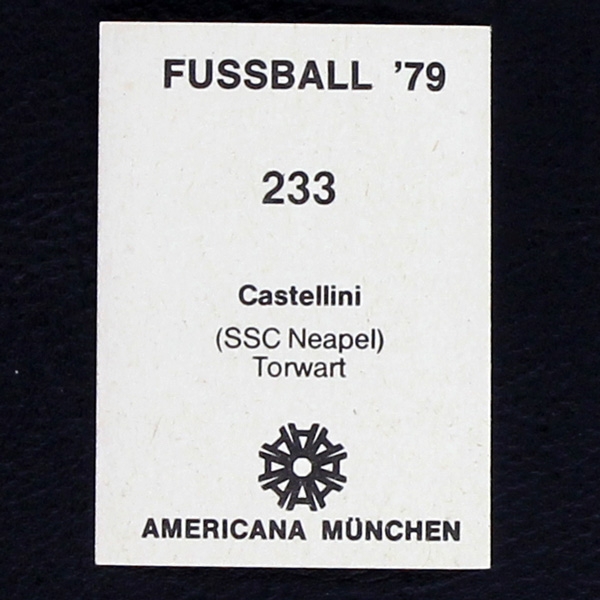 FUSSBALL ’79
233
Castellini
(SSC Neapel)
Torwart
AMERICANA MÜNCHEN